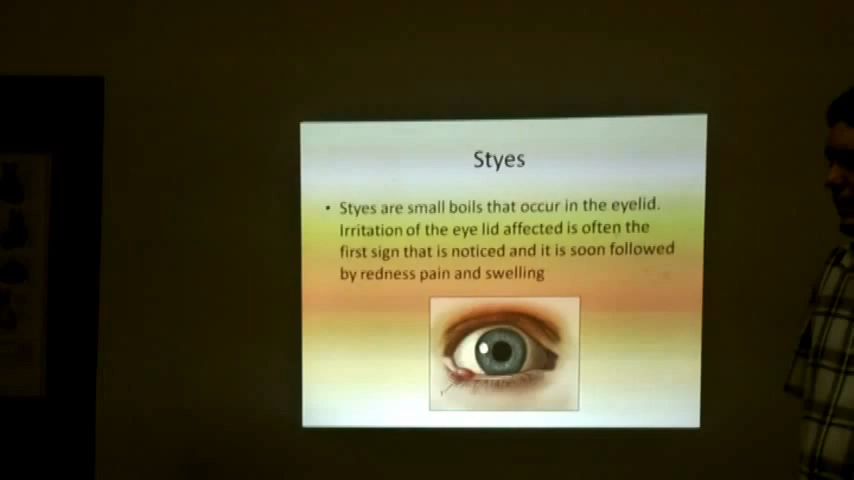 Styes
• Styes are small boils that occur in the eyelid.
Irritation of the eye lid affected is often the
first sign that is noticed and it is soon followed
by redness pain and swelling